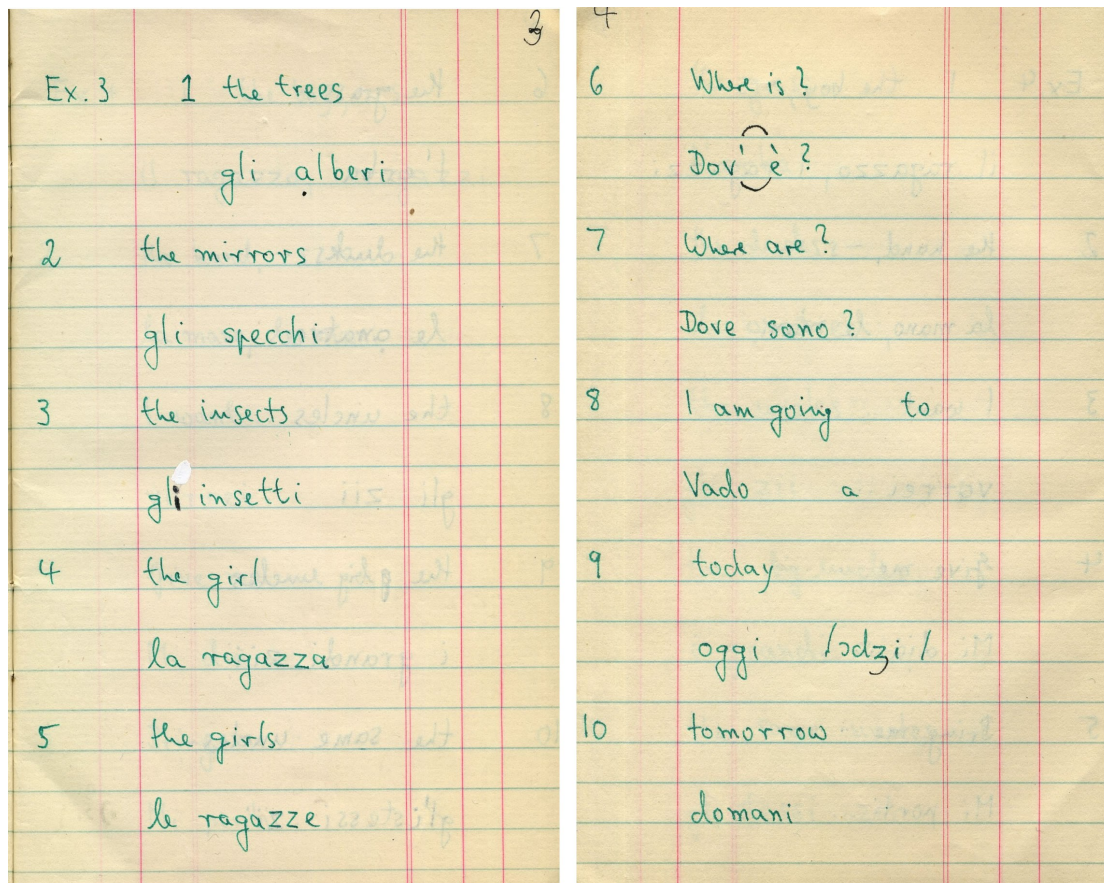 3
Ex. 3 1 the trees
gli alberi
2 the mirrors
gli specchi
3 the insects
gli insetti
4 the girl
la ragazza
5 the girls
le ragazze
4
6 Where is?
Dov'è?
7 Where are?
Dove sono?
8 I am going to
Vado a
9 today
oggi /ɔdʒi/
10 tomorrow
domani